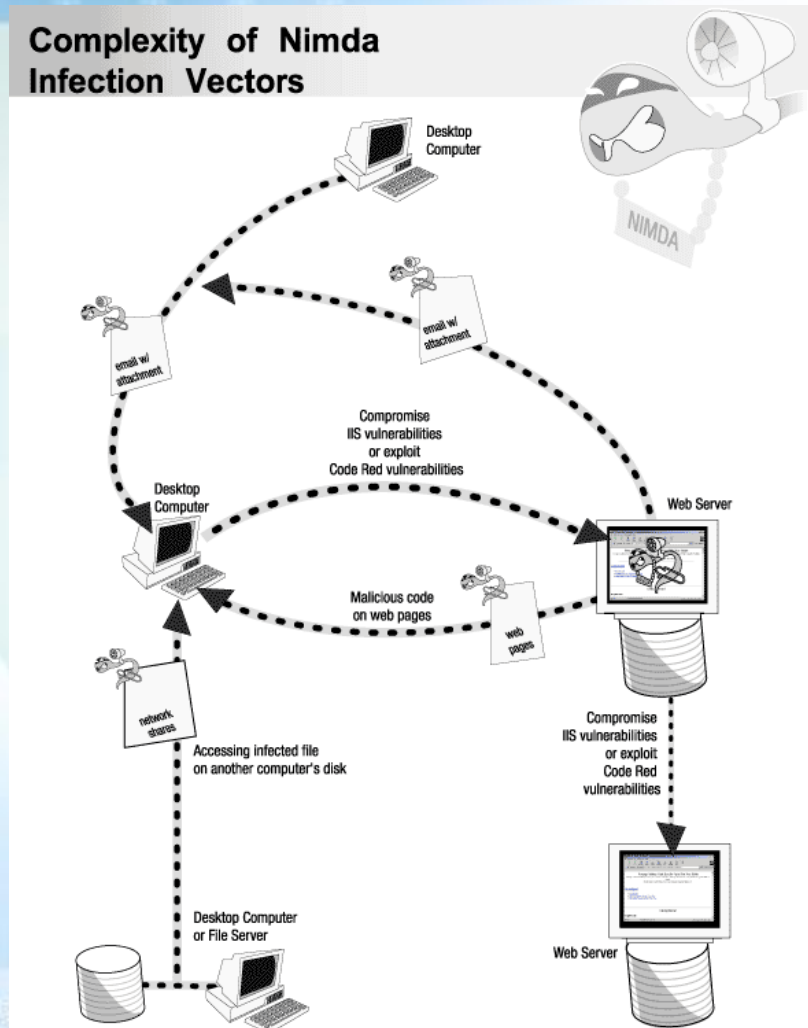 Complexity of Nimda
Infection Vectors
NIMDA
Desktop
Computer
email w/
attachment
email w/
attachment
Compromise
IIS vulnerabilities
or exploit
Code Red vulnerabilities
Desktop
Computer
Web Server
Malicious code
on web pages
web
pages
network
shares
Accessing infected file
on another computer's disk
Compromise
IIS vulnerabilities
or exploit
Code Red
vulnerabilities
Desktop Computer
or File Server
Web Server